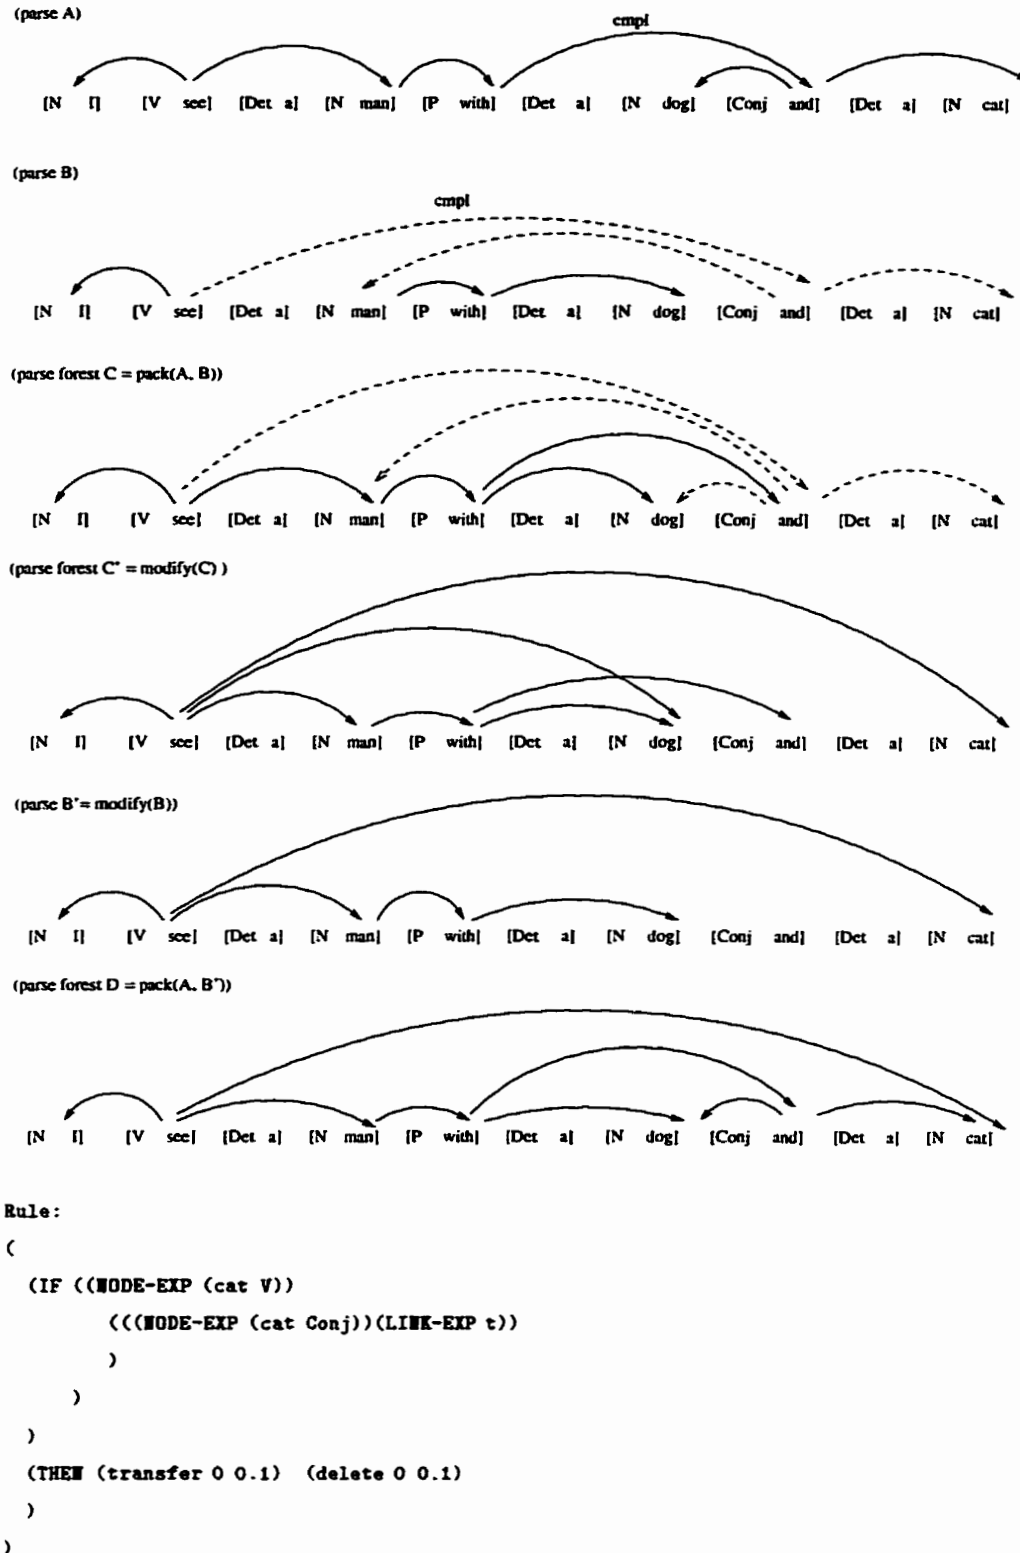 (parse A)
cmpl
[N I] [V see] [Det a] [N man] [P with] [Det a] [N dog] [Conj and] [Det a] [N cat]
(parse B)
cmpl
[N I] [V see] [Det a] [N man] [P with] [Det a] [N dog] [Conj and] [Det a] [N cat]
(parse forest C = pack(A, B))
[N I] [V see] [Det a] [N man] [P with] [Det a] [N dog] [Conj and] [Det a] [N cat]
(parse forest C' = modify(C) )
[N I] [V see] [Det a] [N man] [P with] [Det a] [N dog] [Conj and] [Det a] [N cat]
(parse B'= modify(B))
[N I] [V see] [Det a] [N man] [P with] [Det a] [N dog] [Conj and] [Det a] [N cat]
(parse forest D = pack(A, B'))
[N I] [V see] [Det a] [N man] [P with] [Det a] [N dog] [Conj and] [Det a] [N cat]
Rule:
(
(IF ((NODE-EXP (cat V))
(((NODE-EXP (cat Conj))(LINK-EXP t))
)
)
)
(THEN (transfer 0 0.1) (delete 0 0.1)
)
)